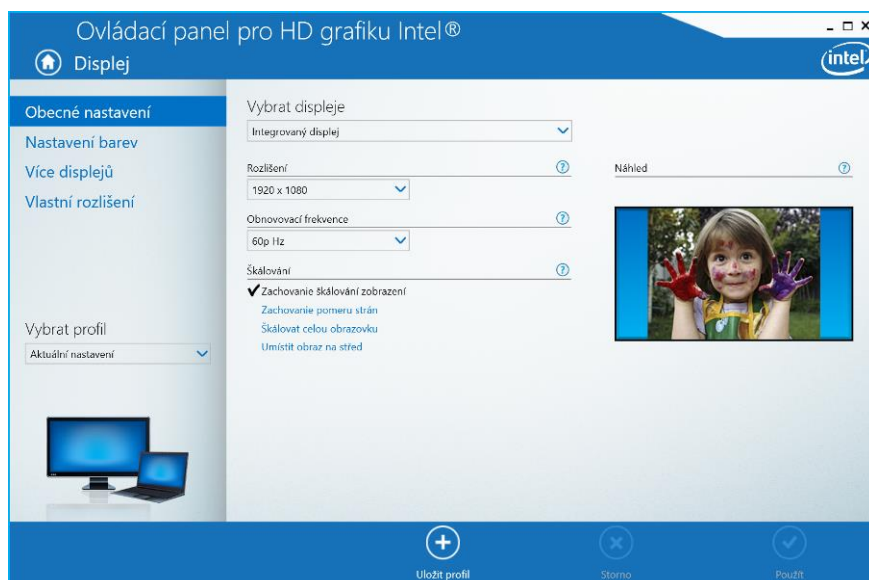 Ovládací panel pro HD grafiku Intel®
Displej
intel
Obecné nastavení
Nastavení barev
Více displejů
Vlastní rozlišení
Vybrat profil
Aktuální nastavení
Vybrat displeje
Integrovaný displej
Rozlišení ?
1920 x 1080
Obnovovací frekvence ?
60p Hz
Škálování ?
Zachovanie škálování zobrazení
Zachovanie pomeru strán
Škálovat celou obrazovku
Umístit obraz na střed
Náhled ?
Uložit profil
Storno
Použít